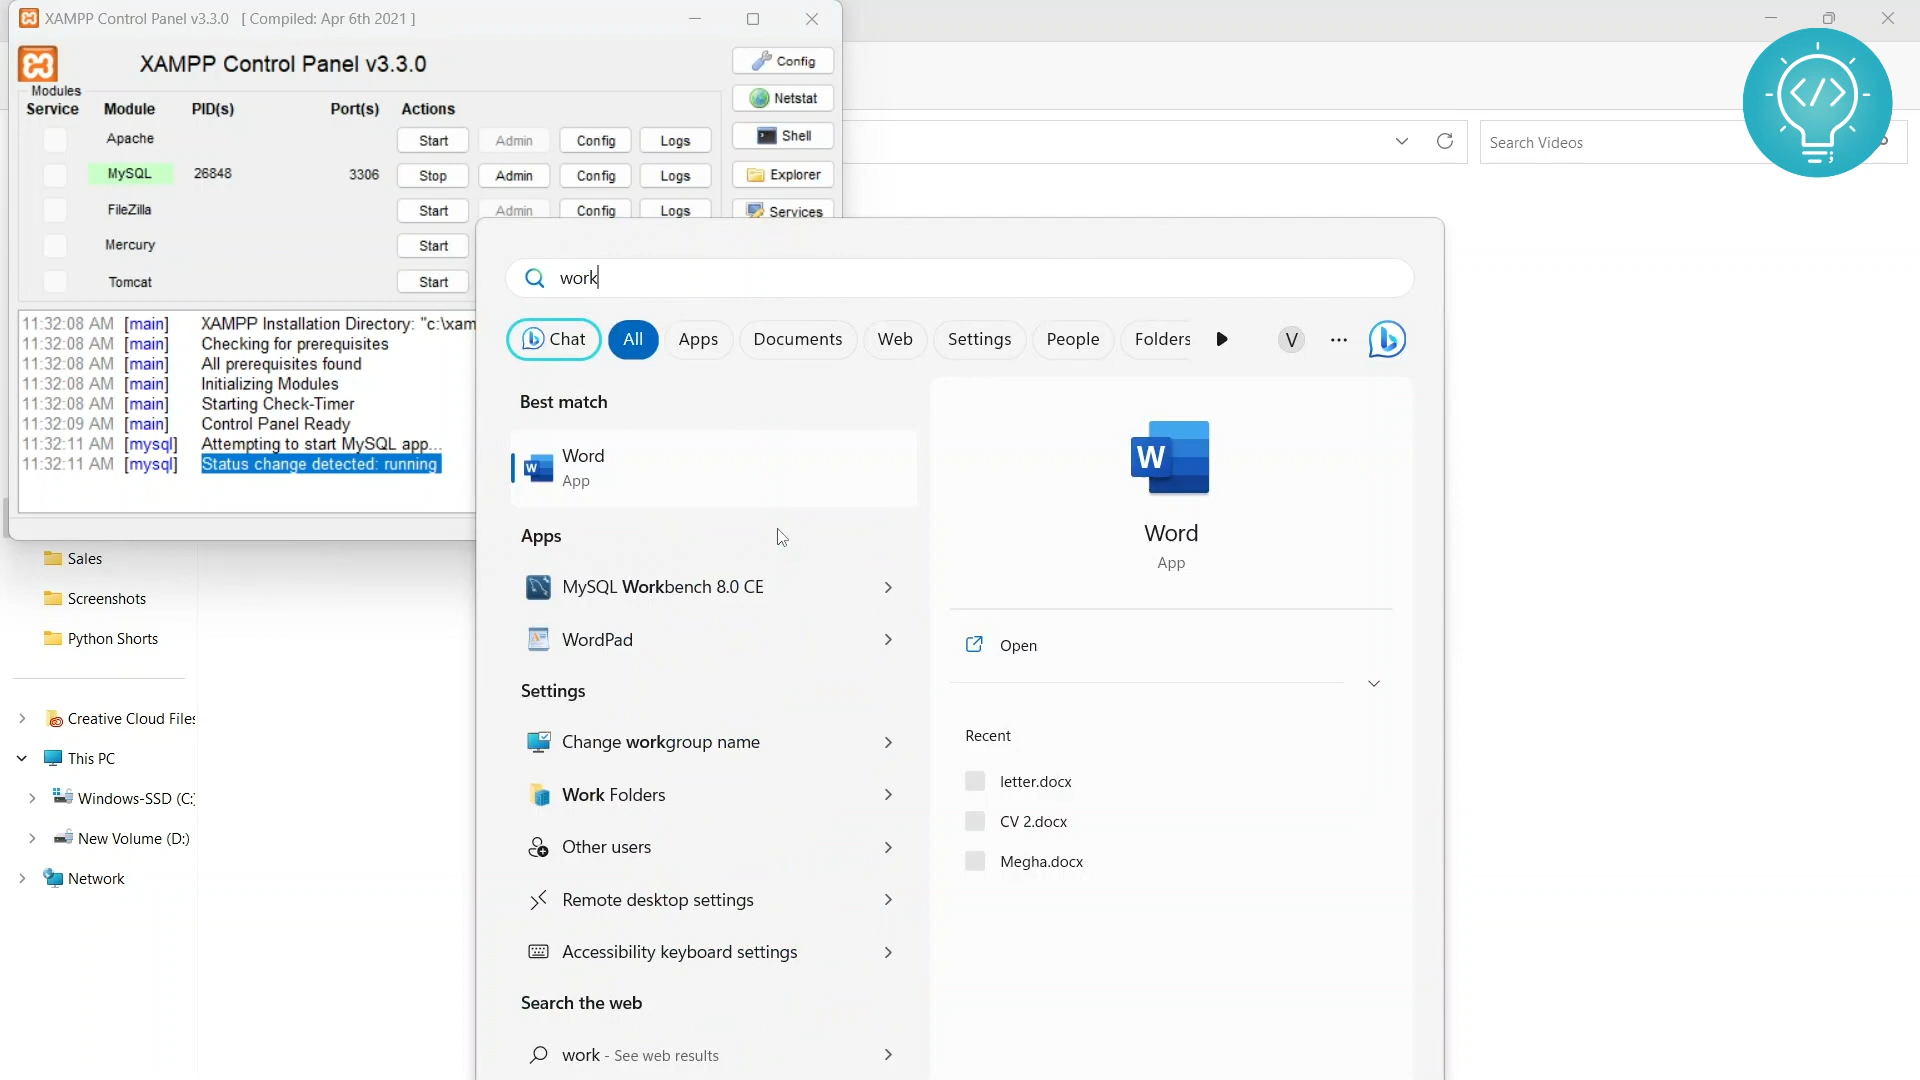 XAMPP Control Panel v3.3.0 [ Compiled: Apr 6th 2021 ]
XAMPP Control Panel v3.3.0
Config
Modules
Service Module PID(s) Port(s) Actions
Netstat
Apache Start Admin Config Logs
Shell
MySQL 26848 3306 Stop Admin Config Logs
Explorer
FileZilla Start Admin Config Logs
Services
Mercury Start
Tomcat Start
11:32:08 AM [main] XAMPP Installation Directory: "c:\xam
11:32:08 AM [main] Checking for prerequisites
11:32:08 AM [main] All prerequisites found
11:32:08 AM [main] Initializing Modules
11:32:08 AM [main] Starting Check-Timer
11:32:09 AM [main] Control Panel Ready
11:32:11 AM [mysql] Attempting to start MySQL app...
11:32:11 AM [mysql] Status change detected: running
Search Videos
</>
Sales
Screenshots
Python Shorts
Creative Cloud Files
This PC
Windows-SSD (C:)
New Volume (D:)
Network
work
Chat All Apps Documents Web Settings People Folders V ...
Best match
Word
App
Apps
MySQL Workbench 8.0 CE
WordPad
Settings
Change workgroup name
Work Folders
Other users
Remote desktop settings
Accessibility keyboard settings
Search the web
work - See web results
W
Word
App
Open
Recent
letter.docx
CV 2.docx
Megha.docx